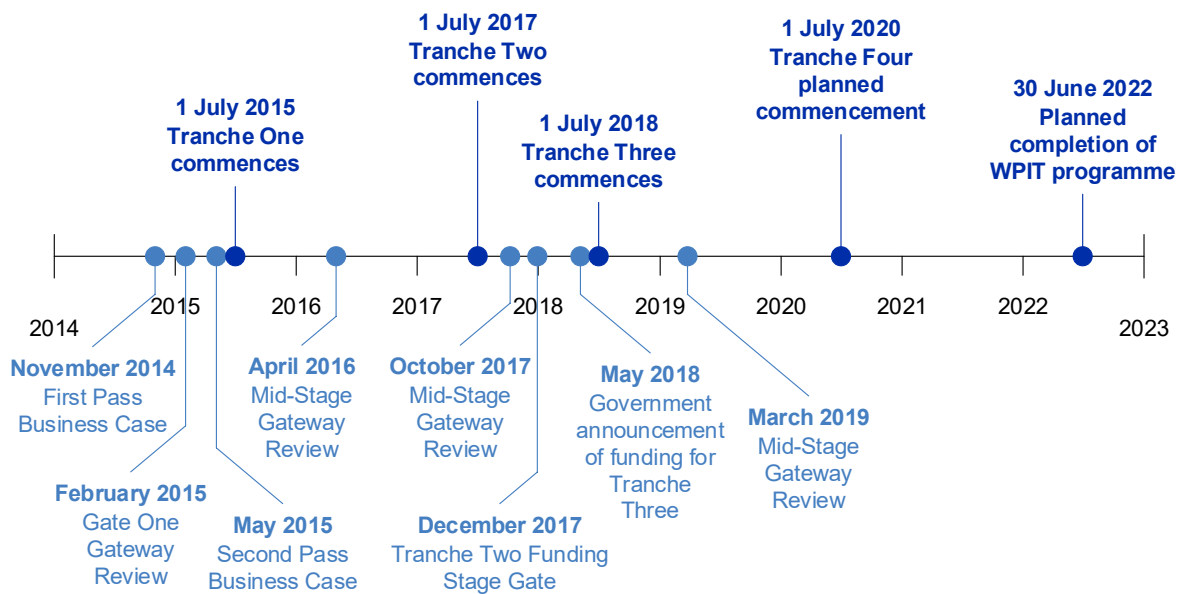 1 July 2015
Tranche One
commences
1 July 2017
Tranche Two
commences
1 July 2018
Tranche Three
commences
1 July 2020
Tranche Four
planned
commencement
30 June 2022
Planned
completion of
WPIT programme
2014
2015
2016
2017
2018
2019
2020
2021
2022
2023
November 2014
First Pass
Business Case
February 2015
Gate One
Gateway
Review
May 2015
Second Pass
Business Case
April 2016
Mid-Stage
Gateway
Review
October 2017
Mid-Stage
Gateway
Review
December 2017
Tranche Two Funding
Stage Gate
May 2018
Government
announcement
of funding for
Tranche
Three
March 2019
Mid-Stage
Gateway
Review